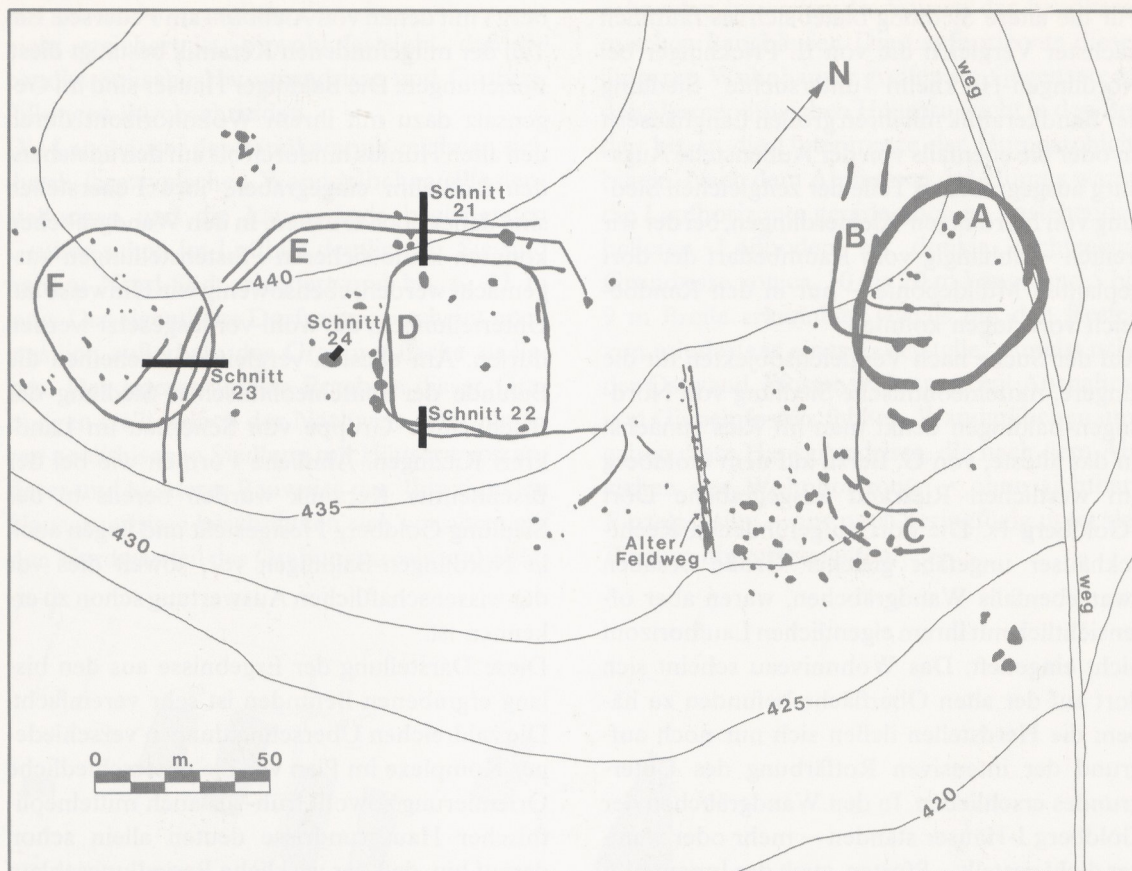 N
weg
A
B
Schnitt
21
E
440
F
D
Schnitt
24
Schnitt
23
Schnitt 22
435
430
Alter
Feldweg
C
weg
425
0 m. 50
420